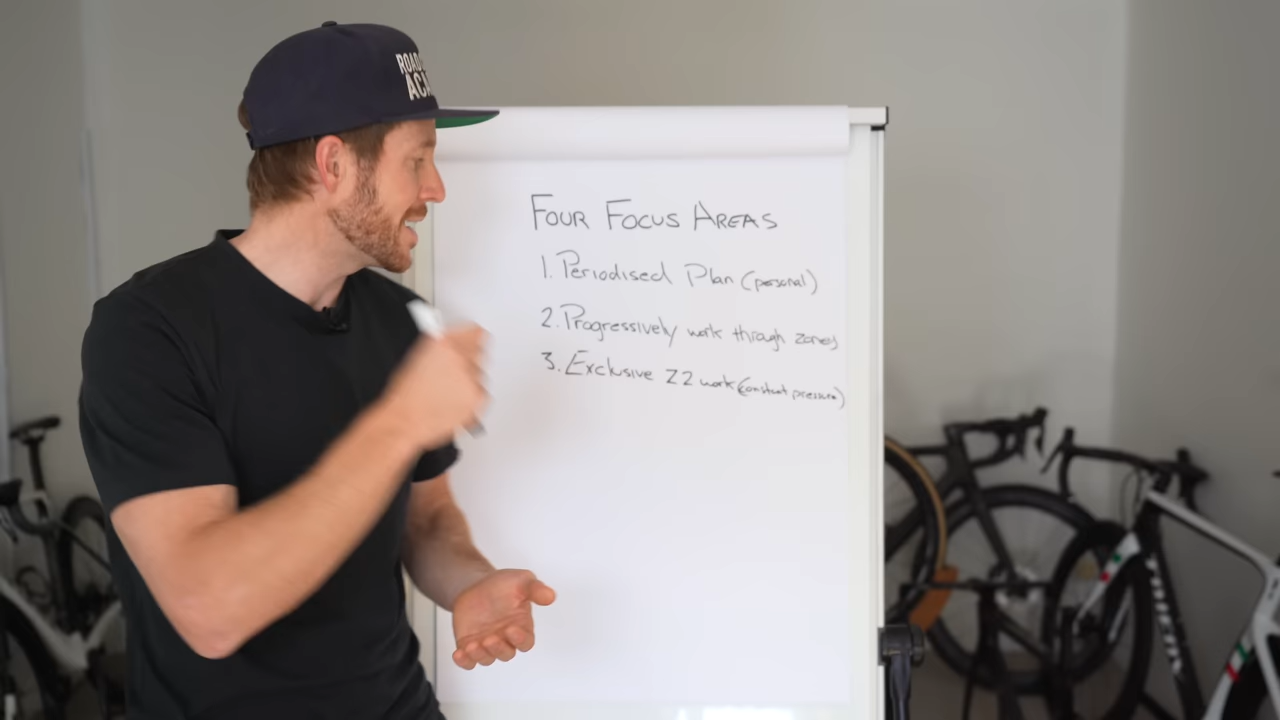 ROAD
ACA
FOUR FOCUS AREAS
1. Periodised Plan (personal)
2. Progressively work through zones
3. Exclusive Z2 work (constant pressure)